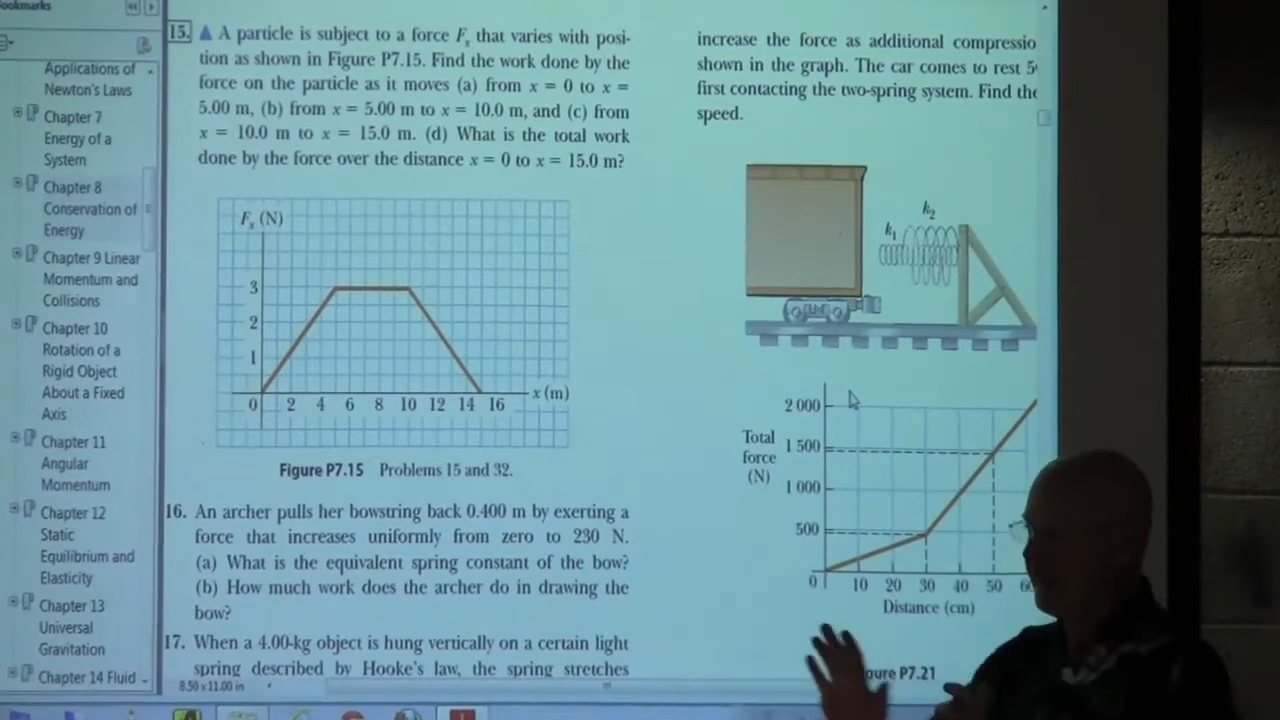 ookmarks
Applications of
Newton's Laws
Chapter 7
Energy of a
System
Chapter 8
Conservation of
Energy
Chapter 9 Linear
Momentum and
Collisions
Chapter 10
Rotation of a
Rigid Object
About a Fixed
Axis
Chapter 11
Angular
Momentum
Chapter 12
Static
Equilibrium and
Elasticity
Chapter 13
Universal
Gravitation
Chapter 14 Fluid
15. ▲ A particle is subject to a force Fx that varies with posi-
tion as shown in Figure P7.15. Find the work done by the
force on the particle as it moves (a) from x = 0 to x =
5.00 m, (b) from x = 5.00 m to x = 10.0 m, and (c) from
x = 10.0 m to x = 15.0 m. (d) What is the total work
done by the force over the distance x = 0 to x = 15.0 m?
Fx (N)
3
2
1
0 2 4 6 8 10 12 14 16 x (m)
Figure P7.15 Problems 15 and 32.
16. An archer pulls her bowstring back 0.400 m by exerting a
force that increases uniformly from zero to 230 N.
(a) What is the equivalent spring constant of the bow?
(b) How much work does the archer do in drawing the
bow?
17. When a 4.00-kg object is hung vertically on a certain light
spring described by Hooke's law, the spring stretches
8.50 x 11.00 in
increase the force as additional compressio
shown in the graph. The car comes to rest 5
first contacting the two-spring system. Find the
speed.
k2
k1
2 000
Total
force
(N)
1 500
1 000
500
0 10 20 30 40 50 6
Distance (cm)
gure P7.21